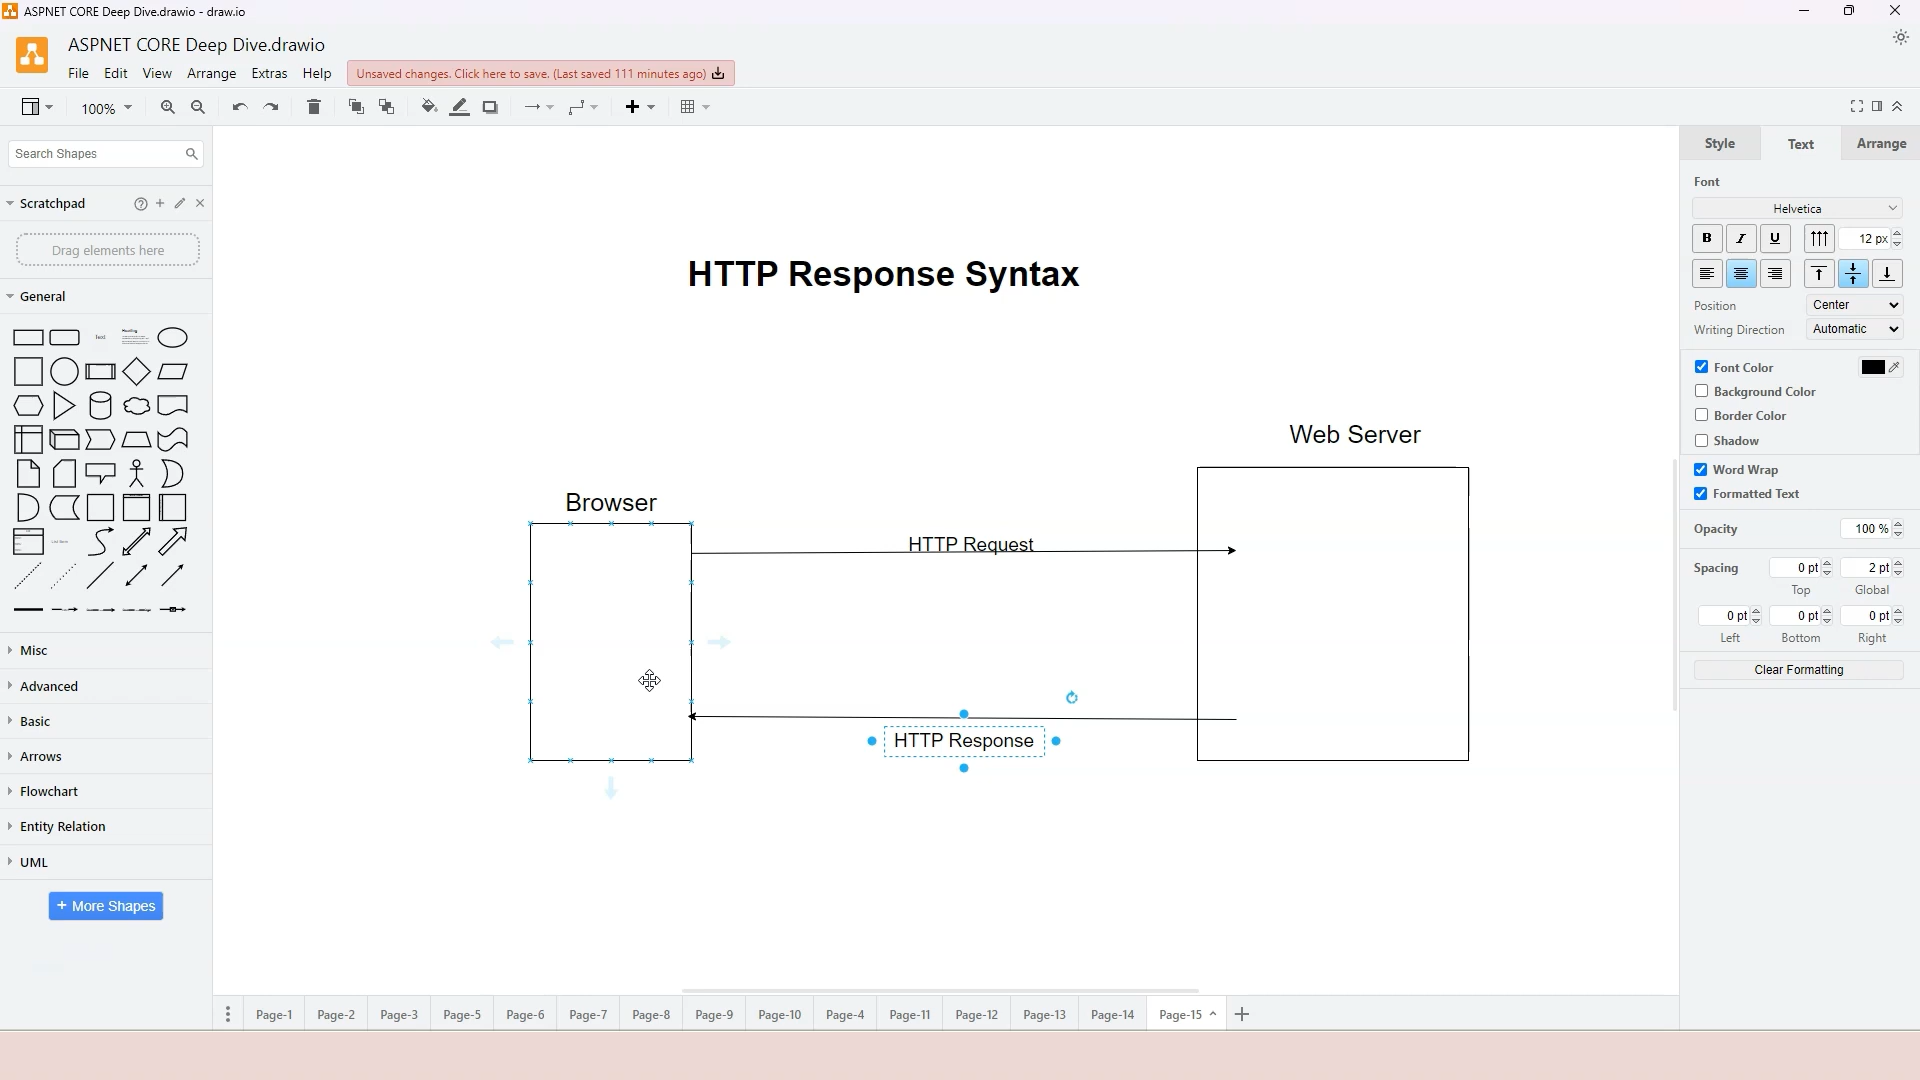 ASPNET CORE Deep Dive.drawio - draw.io
ASPNET CORE Deep Dive.drawio
File Edit View Arrange Extras Help Unsaved changes. Click here to save. (Last saved 111 minutes ago)
100%
Search Shapes
Scratchpad
Drag elements here
General
Text
Heading
List Item
Misc
Advanced
Basic
Arrows
Flowchart
Entity Relation
UML
+ More Shapes
HTTP Response Syntax
Web Server
Browser
HTTP Request
HTTP Response
Page-1 Page-2 Page-3 Page-5 Page-6 Page-7 Page-8 Page-9 Page-10 Page-4 Page-11 Page-12 Page-13 Page-14 Page-15
Style Text Arrange
Font
Helvetica
B I U 12 px
Position Center
Writing Direction Automatic
Font Color
Background Color
Border Color
Shadow
Word Wrap
Formatted Text
Opacity 100 %
Spacing 0 pt 2 pt
Top Global
0 pt 0 pt 0 pt
Left Bottom Right
Clear Formatting